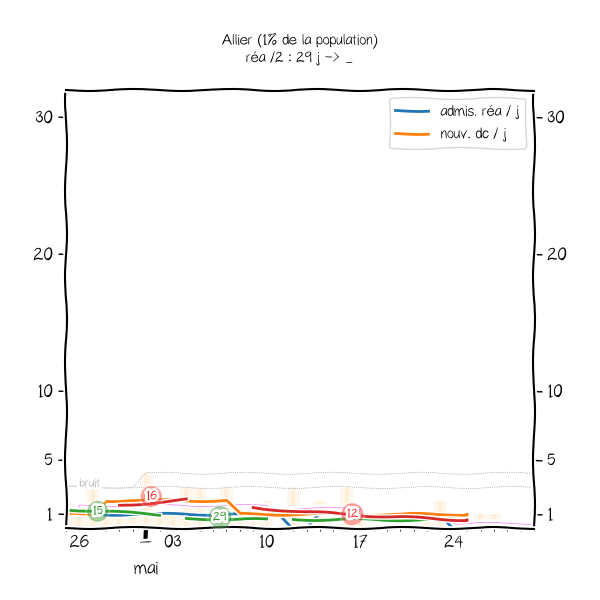 Allier (1% de la population)
réa /2 : 29 j -> _
admis. réa / j
nouv. dc / j
30 30
20 20
10 10
5 5
bruit
16
15 29 12
1 1
26 _ 03 10 17 24
mai